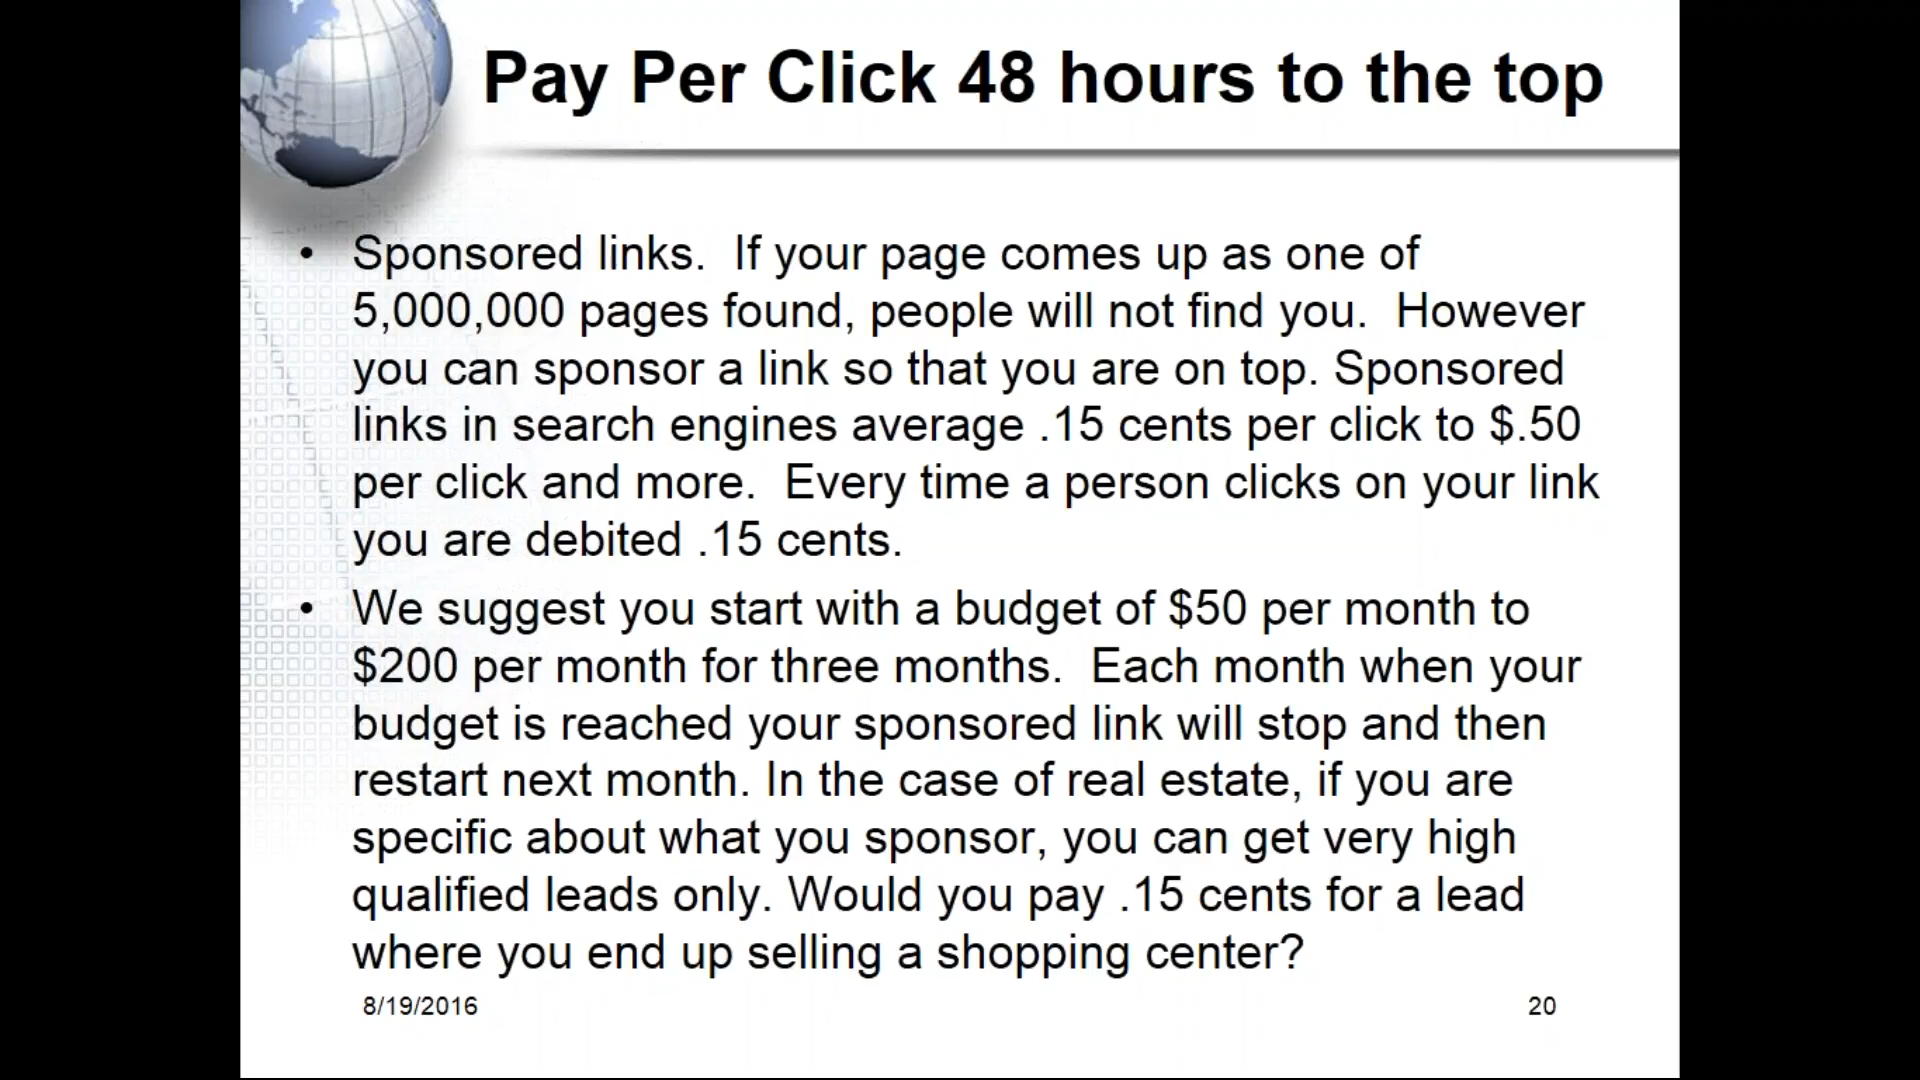 Pay Per Click 48 hours to the top
• Sponsored links.  If your page comes up as one of
5,000,000 pages found, people will not find you.  However
you can sponsor a link so that you are on top. Sponsored
links in search engines average .15 cents per click to $.50
per click and more.  Every time a person clicks on your link
you are debited .15 cents.
• We suggest you start with a budget of $50 per month to
$200 per month for three months.  Each month when your
budget is reached your sponsored link will stop and then
restart next month. In the case of real estate, if you are
specific about what you sponsor, you can get very high
qualified leads only. Would you pay .15 cents for a lead
where you end up selling a shopping center?
8/19/2016
20